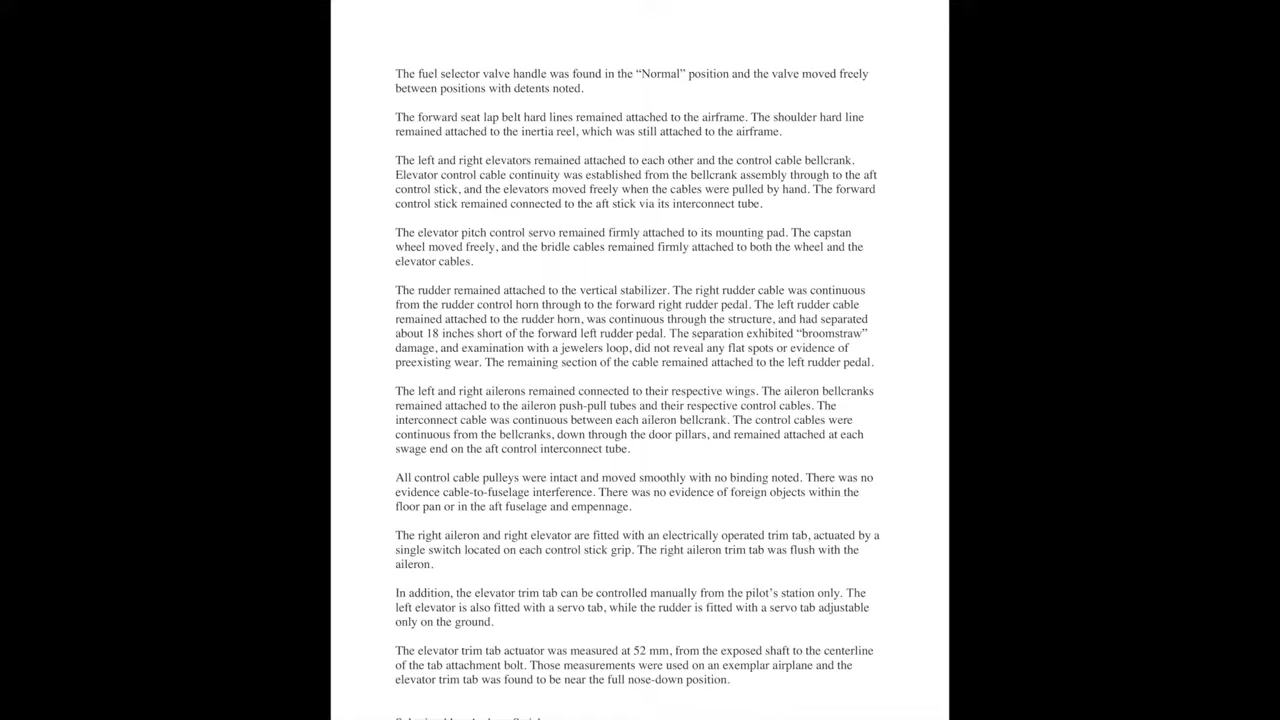 The fuel selector valve handle was found in the “Normal” position and the valve moved freely
between positions with detents noted.
The forward seat lap belt hard lines remained attached to the airframe. The shoulder hard line
remained attached to the inertia reel, which was still attached to the airframe.
The left and right elevators remained attached to each other and the control cable bellcrank.
Elevator control cable continuity was established from the bellcrank assembly through to the aft
control stick, and the elevators moved freely when the cables were pulled by hand. The forward
control stick remained connected to the aft stick via its interconnect tube.
The elevator pitch control servo remained firmly attached to its mounting pad. The capstan
wheel moved freely, and the bridle cables remained firmly attached to both the wheel and the
elevator cables.
The rudder remained attached to the vertical stabilizer. The right rudder cable was continuous
from the rudder control horn through to the forward right rudder pedal. The left rudder cable
remained attached to the rudder horn, was continuous through the structure, and had separated
about 18 inches short of the forward left rudder pedal. The separation exhibited “broomstraw”
damage, and examination with a jewelers loop, did not reveal any flat spots or evidence of
preexisting wear. The remaining section of the cable remained attached to the left rudder pedal.
The left and right ailerons remained connected to their respective wings. The aileron bellcranks
remained attached to the aileron push-pull tubes and their respective control cables. The
interconnect cable was continuous between each aileron bellcrank. The control cables were
continuous from the bellcranks, down through the door pillars, and remained attached at each
swage end on the aft control interconnect tube.
All control cable pulleys were intact and moved smoothly with no binding noted. There was no
evidence cable-to-fuselage interference. There was no evidence of foreign objects within the
floor pan or in the aft fuselage and empennage.
The right aileron and right elevator are fitted with an electrically operated trim tab, actuated by a
single switch located on each control stick grip. The right aileron trim tab was flush with the
aileron.
In addition, the elevator trim tab can be controlled manually from the pilot’s station only. The
left elevator is also fitted with a servo tab, while the rudder is fitted with a servo tab adjustable
only on the ground.
The elevator trim tab actuator was measured at 52 mm, from the exposed shaft to the centerline
of the tab attachment bolt. Those measurements were used on an exemplar airplane and the
elevator trim tab was found to be near the full nose-down position.